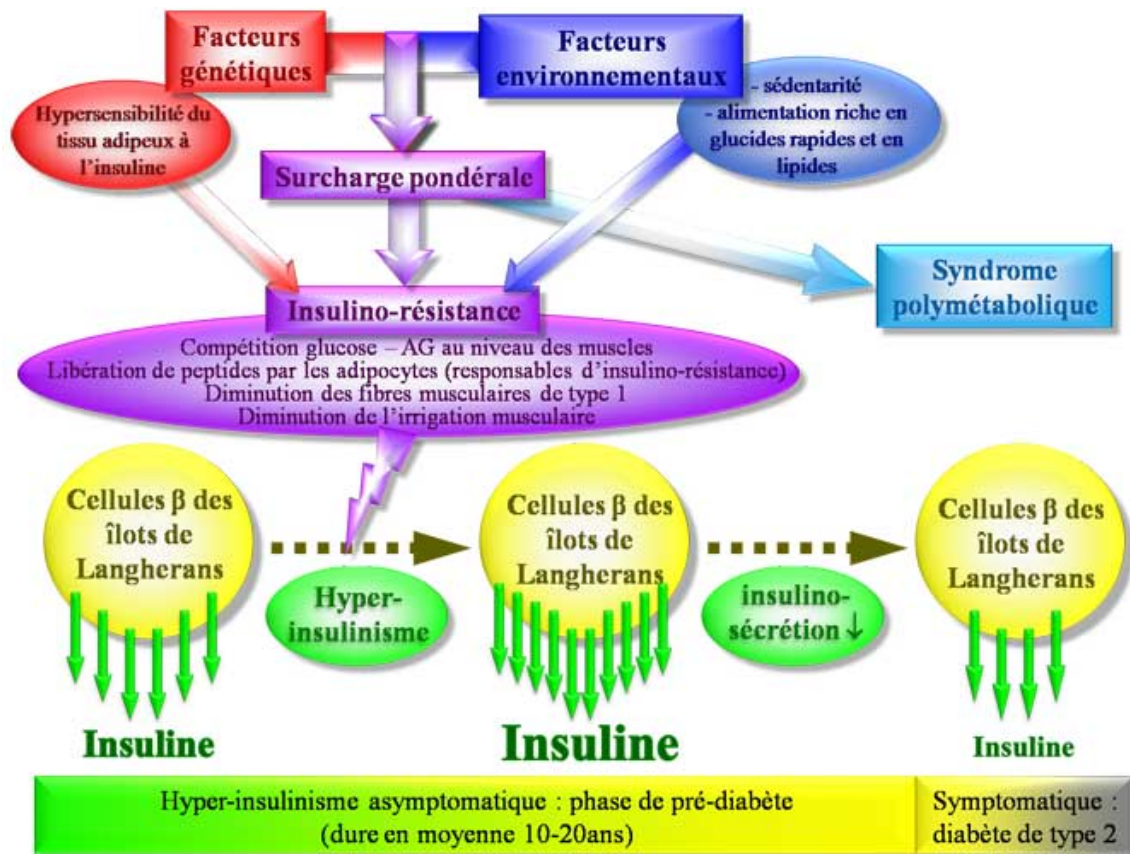 Facteurs
génétiques
Facteurs
environnementaux
Hypersensibilité du
tissu adipeux à
l'insuline
- sédentarité
- alimentation riche en
glucides rapides et en
lipides
Surcharge pondérale
Syndrome
polymétabolique
Insulino-résistance
Compétition glucose – AG au niveau des muscles
Libération de peptides par les adipocytes (responsables d'insulino-résistance)
Diminution des fibres musculaires de type 1
Diminution de l'irrigation musculaire
Cellules β des
îlots de
Langherans
Hyper-
insulinisme
Cellules β des
îlots de
Langherans
insulino-
sécrétion ↓
Cellules β des
îlots de
Langherans
Insuline
Insuline
Insuline
Hyper-insulinisme asymptomatique : phase de pré-diabète
(dure en moyenne 10-20ans)
Symptomatique :
diabète de type 2